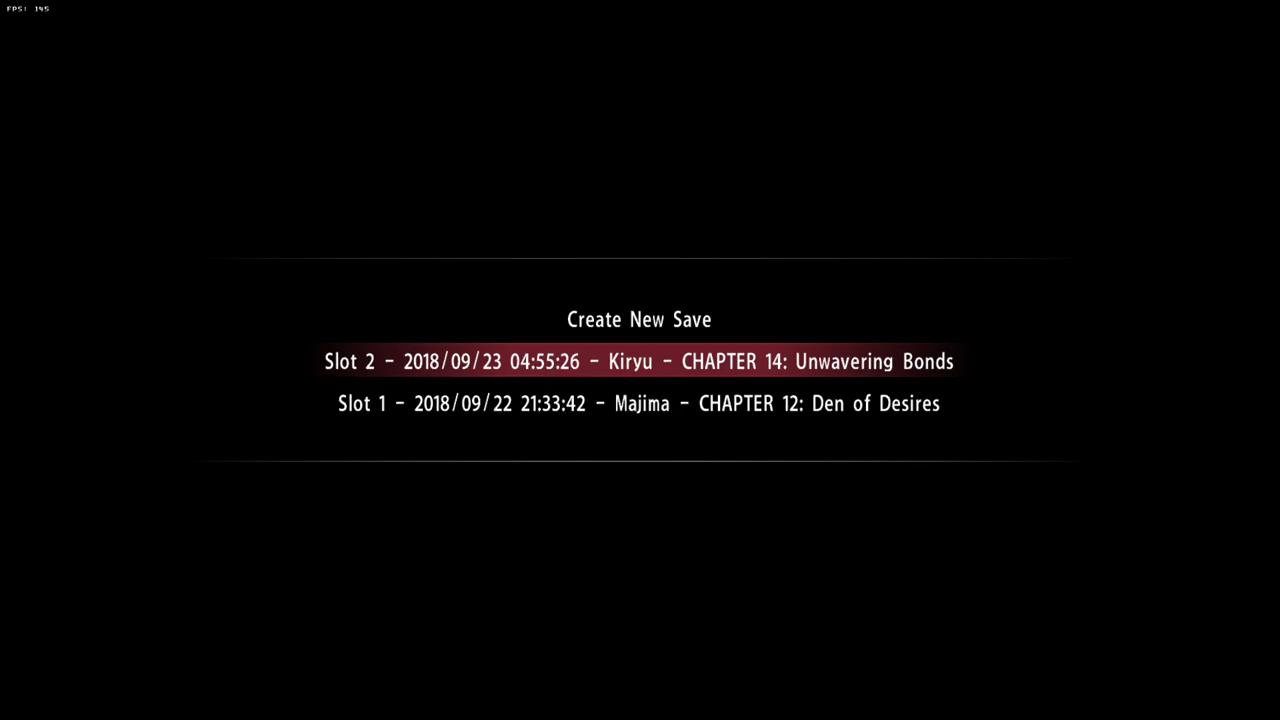 FPS: 145
Create New Save
Slot 2 - 2018/09/23 04:55:26 - Kiryu - CHAPTER 14: Unwavering Bonds
Slot 1 - 2018/09/22 21:33:42 - Majima - CHAPTER 12: Den of Desires